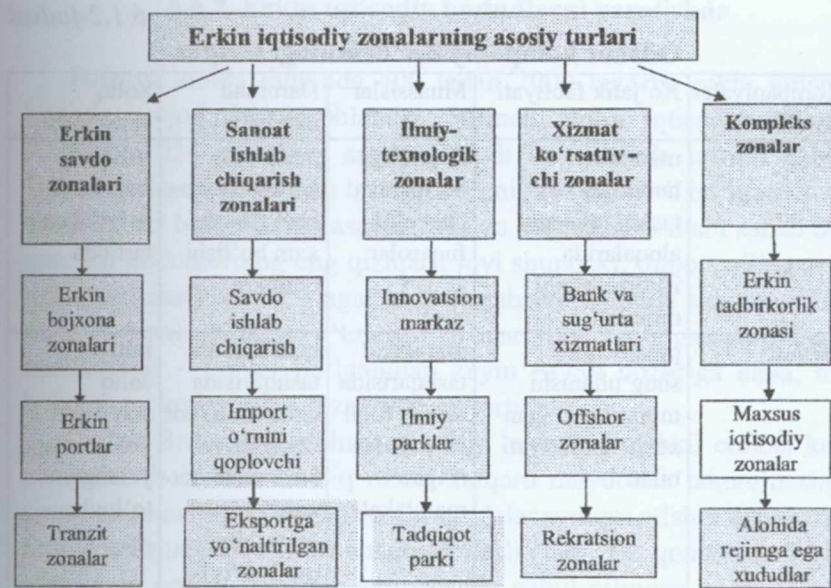 Erkin iqtisodiy zonalarning asosiy turlari
Erkin
savdo
zonalari
Sanoat
ishlab
chiqarish
zonalari
Ilmiy-
texnologik
zonalar
Xizmat
ko‘rsatuv
chi zonalar
Kompleks
zonalar
Erkin
bojxona
zonalari
Savdo
ishlab
chiqarish
Innovatsion
markaz
Bank va
sug‘urta
xizmatlari
Erkin
tadbirkorlik
zonasi
Erkin
portlar
Import
o‘rnini
qoplovchi
Ilmiy
parklar
Offshor
zonalar
Maxsus
iqtisodiy
zonalar
Tranzit
zonalar
Eksportga
yo‘naltirilgan
zonalar
Tadqiqot
parki
Rekratsion
zonalar
Alohida
rejimga ega
xududlar